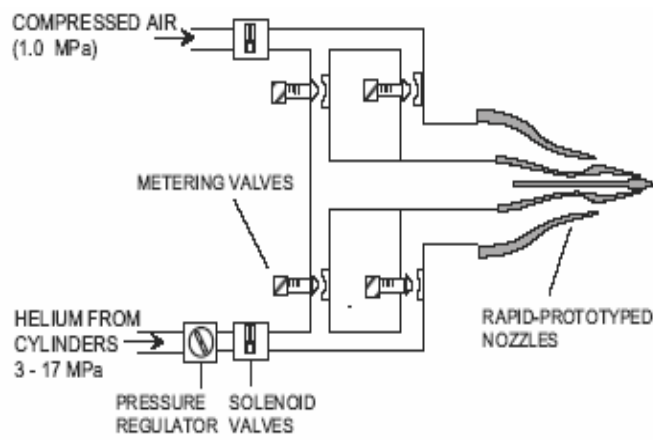 COMPRESSED AIR
(1.0 MPa)
METERING VALVES
HELIUM FROM
CYLINDERS
3 - 17 MPa
PRESSURE
REGULATOR
SOLENOID
VALVES
RAPID-PROTOTYPED
NOZZLES